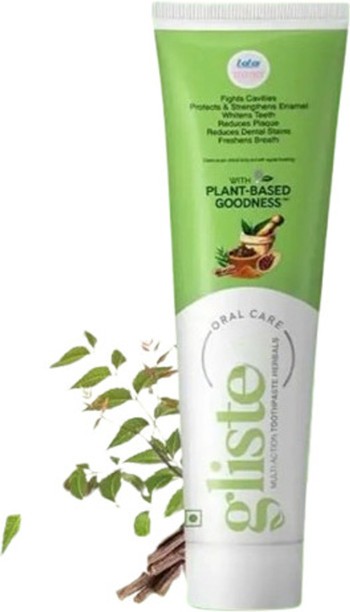 Fights Cavities
Protects & Strengthens Enamel
Whitens Teeth
Reduces Plaque
Reduces Dental Stains
Freshens Breath
WITH
PLANT-BASED
GOODNESS™
ORAL CARE
gliste
MULTI ACTION TOOTHPASTE HERBALS